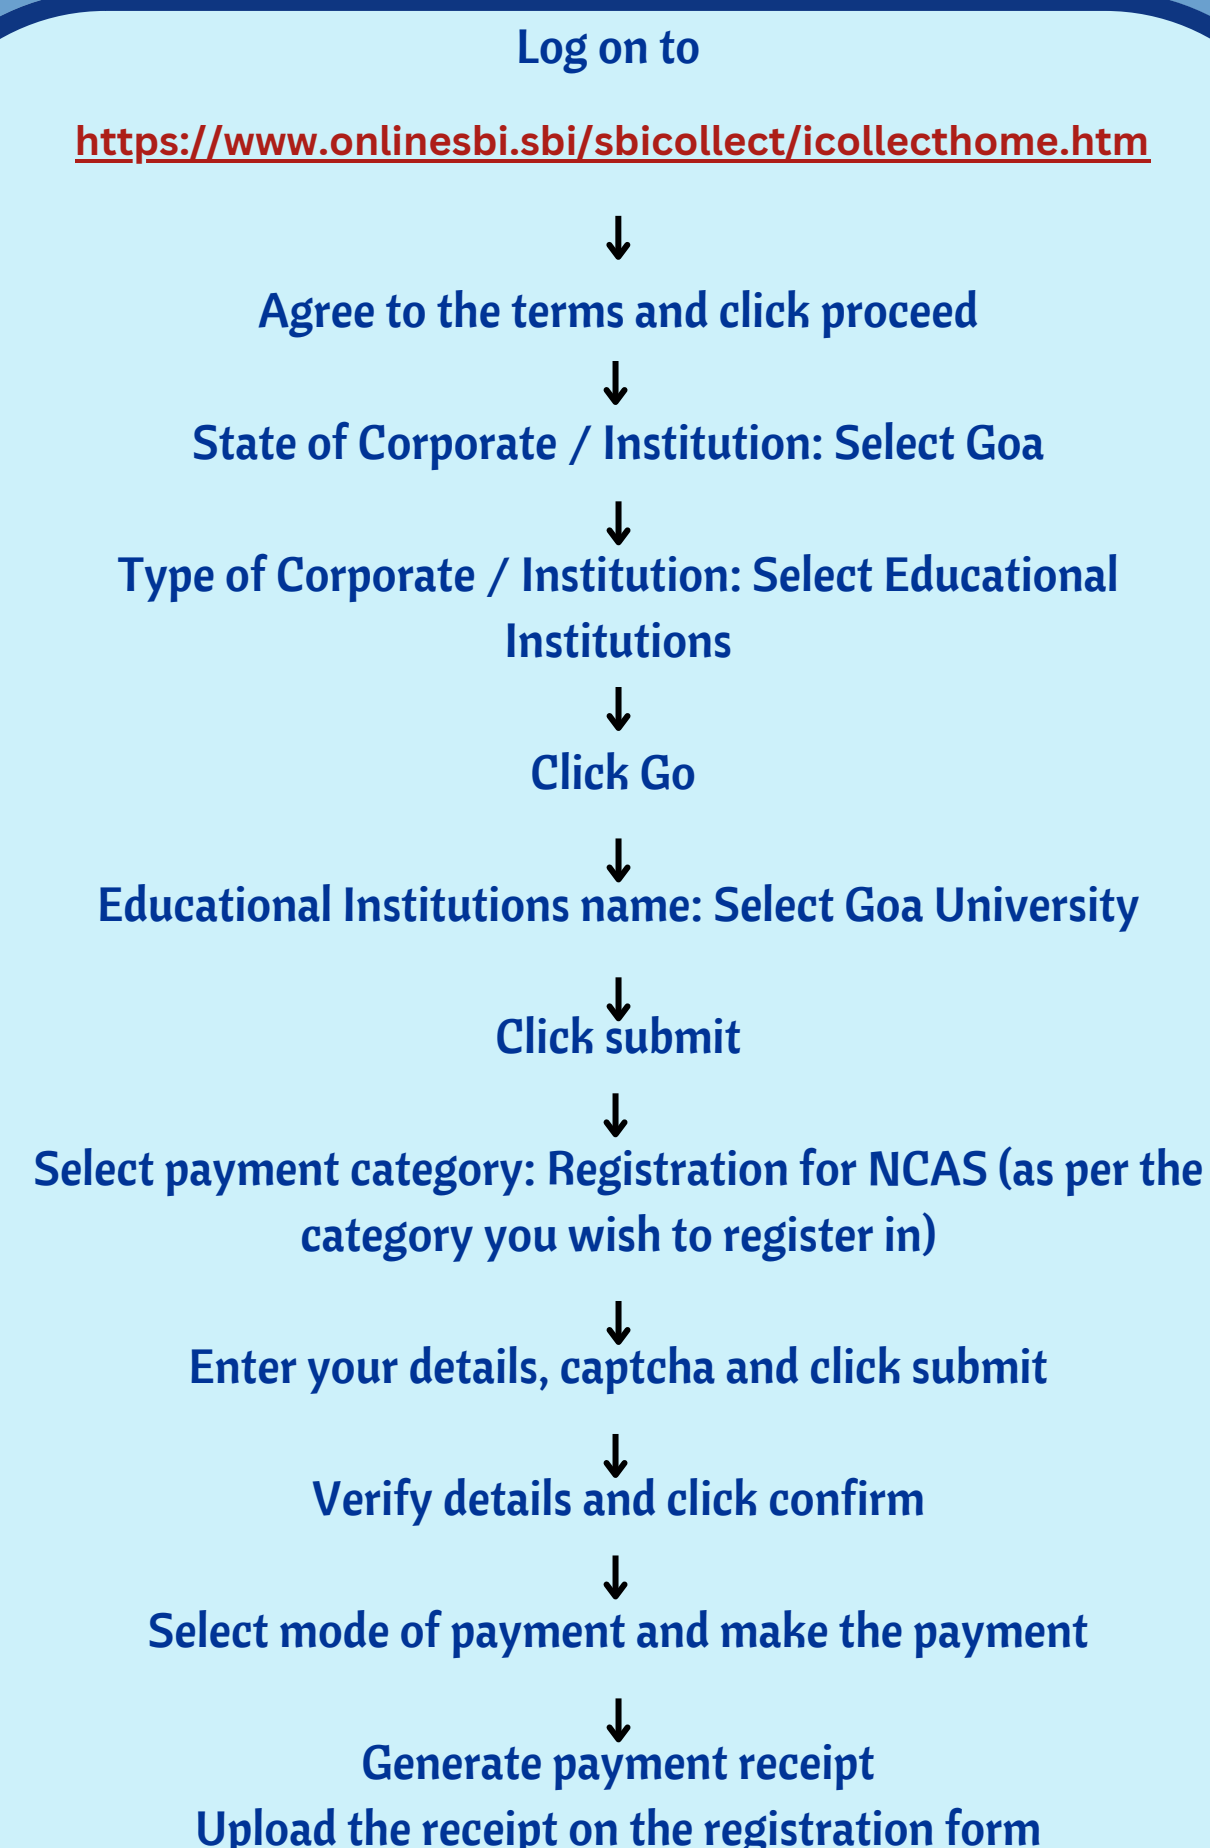 Log on to
https://www.onlinesbi.sbi/sbicollect/icollecthome.htm
Agree to the terms and click proceed
State of Corporate / Institution: Select Goa
Type of Corporate / Institution: Select Educational
Institutions
Click Go
Educational Institutions name: Select Goa University
Click submit
Select payment category: Registration for NCAS (as per the
category you wish to register in)
Enter your details, captcha and click submit
Verify details and click confirm
Select mode of payment and make the payment
Generate payment receipt
Upload the receipt on the registration form